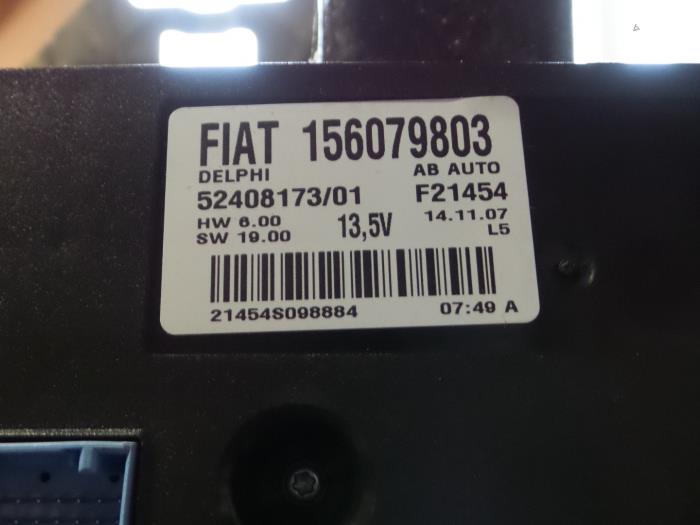 FIAT 156079803
DELPHI AB AUTO
52408173/01 F21454
HW 6.00 13,5V 14.11.07
SW 19.00 L5
21454S098884 07:49 A